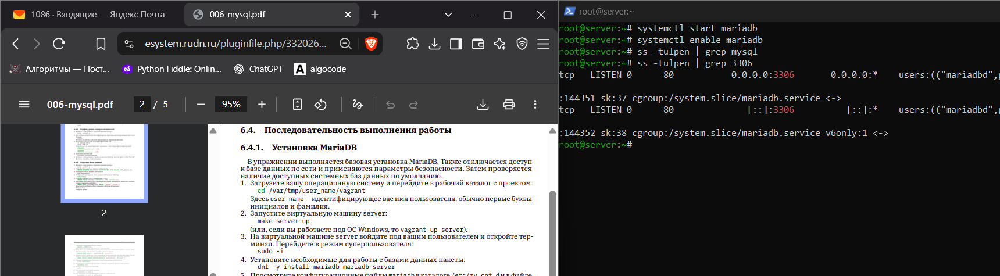 1086 · Входящие — Яндекс Почта
006-mysql.pdf
esystem.rudn.ru/pluginfile.php/332026...
Алгоритмы — Пост...
Python Fiddle: Onlin...
ChatGPT
algocode
006-mysql.pdf
2 / 5
95%
2
6.4. Последовательность выполнения работы
6.4.1. Установка MariaDB
В упражнении выполняется базовая установка MariaDB. Также отключается доступ
к базе данных по сети и применяются параметры безопасности. Затем проверяется
наличие доступных системных баз данных по умолчанию.
1. Загрузите вашу операционную систему и перейдите в рабочий каталог с проектом:
cd /var/tmp/user_name/vagrant
Здесь user_name — идентифицирующее вас имя пользователя, обычно первые буквы
инициалов и фамилия.
2. Запустите виртуальную машину server:
make server-up
(или, если вы работаете под ОС Windows, то vagrant up server).
3. На виртуальной машине server войдите под вашим пользователем и откройте тер-
минал. Перейдите в режим суперпользователя:
sudo -i
4. Установите необходимые для работы с базами данных пакеты:
dnf -y install mariadb mariadb-server
5. Просмотрите конфигурационные файлы mariadb в каталоге /etc/my.cnf.d и в файле
root@server:~
root@server:~# systemctl start mariadb
root@server:~# systemctl enable mariadb
root@server:~# ss -tulpen | grep mysql
root@server:~# ss -tulpen | grep 3306
tcp LISTEN 0 80 0.0.0.0:3306 0.0.0.0:* users:(("mariadbd",p
:144351 sk:37 cgroup:/system.slice/mariadb.service <->
tcp LISTEN 0 80 [::]:3306 [::]:* users:(("mariadbd",p
:144352 sk:38 cgroup:/system.slice/mariadb.service v6only:1 <->
root@server:~#